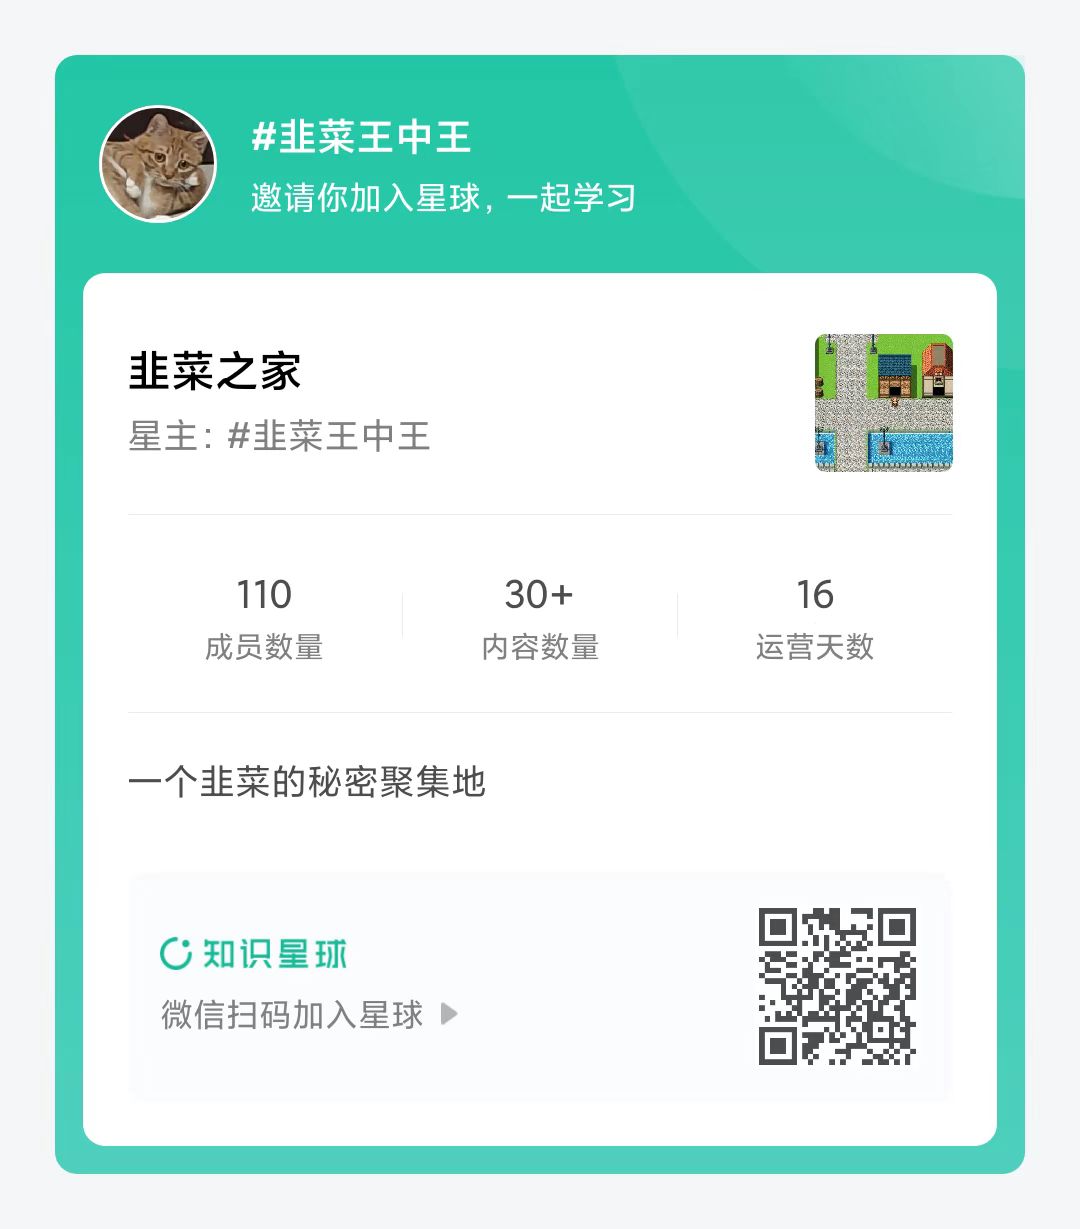 #韭菜王中王
邀请你加入星球，一起学习
韭菜之家
星主：#韭菜王中王
110
成员数量
30+
内容数量
16
运营天数
一个韭菜的秘密聚集地
知识星球
微信扫码加入星球